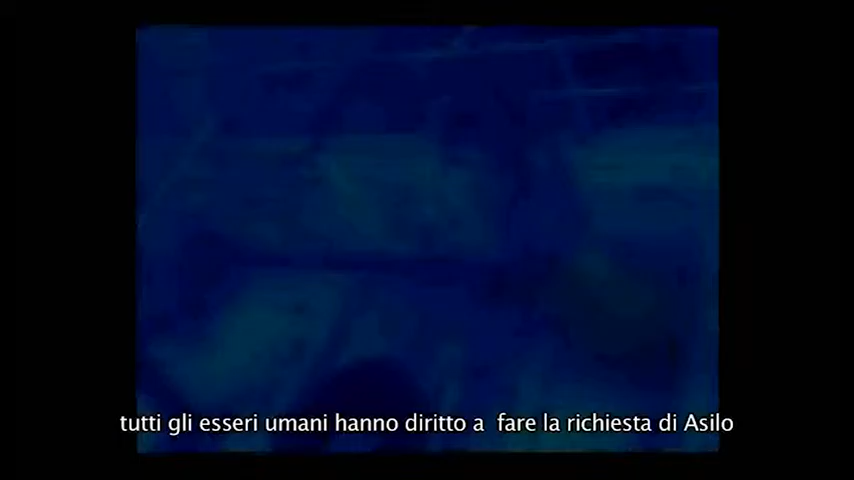 tutti gli esseri umani hanno diritto a  fare la richiesta di Asilo